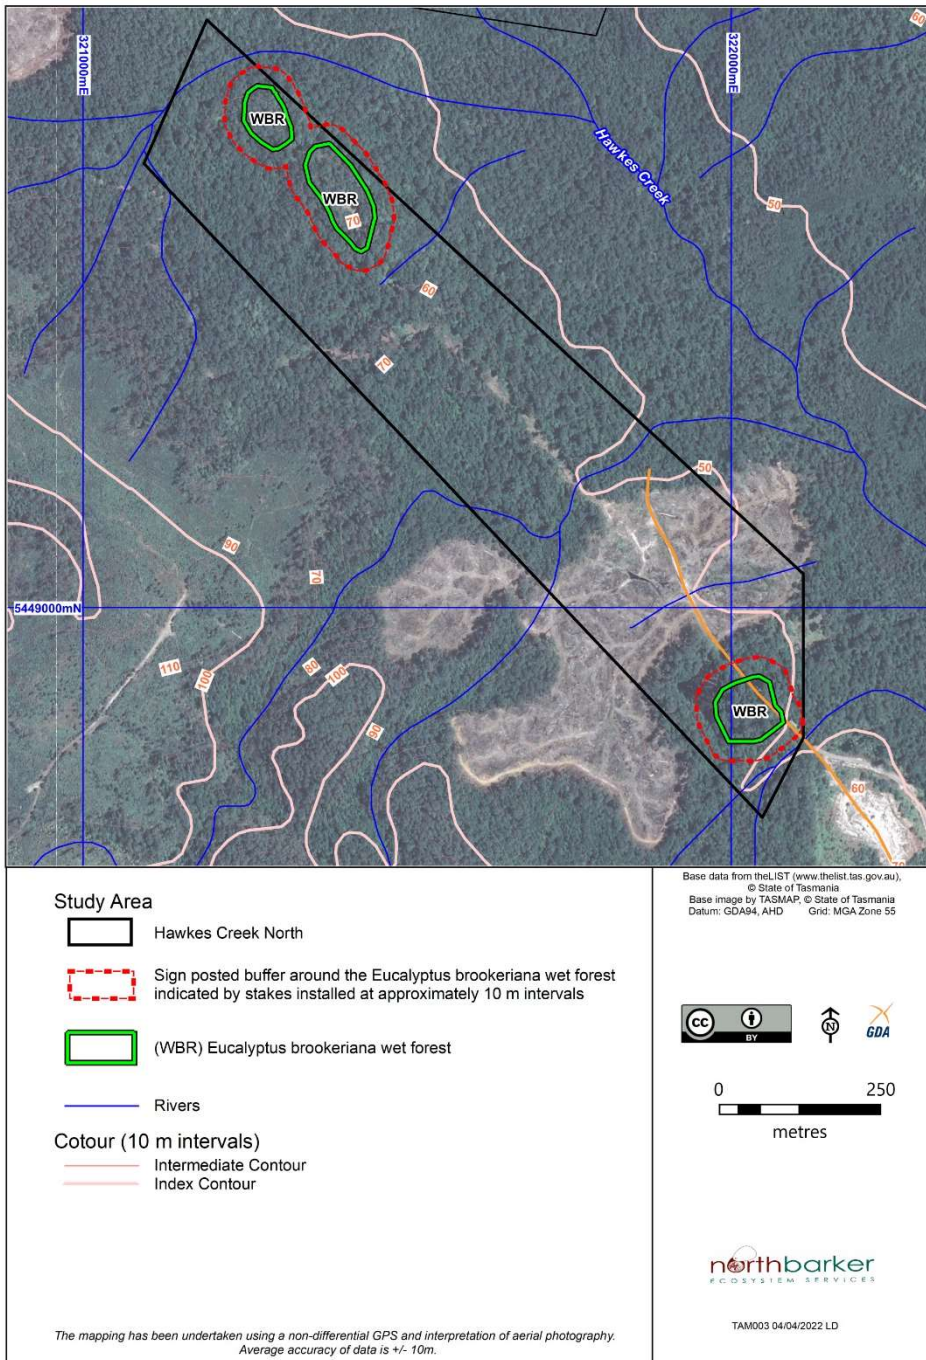 60
321000mE
322000mE
WBR
Hawkes Creek
WBR
50
70
60
70
50
90
70
5449000mN
110
100
80
100
90
WBR
60
70
Study Area
Hawkes Creek North
Sign posted buffer around the Eucalyptus brookeriana wet forest
indicated by stakes installed at approximately 10 m intervals
(WBR) Eucalyptus brookeriana wet forest
Rivers
Cotour (10 m intervals)
Intermediate Contour
Index Contour
The mapping has been undertaken using a non-differential GPS and interpretation of aerial photography.
Average accuracy of data is +/- 10m.
Base data from theLIST (www.thelist.tas.gov.au),
© State of Tasmania
Base image by TASMAP, © State of Tasmania
Datum: GDA94, AHD Grid: MGA Zone 55
cc
BY
N
GDA
0 250
metres
northbarker
ECOSYSTEM SERVICES
TAM003 04/04/2022 LD